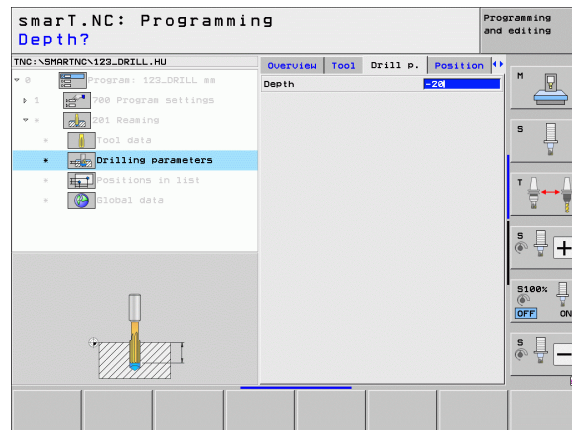 smarT.NC: Programming
Programming and editing
Depth?
TNC:\SMARTNC\123_DRILL.HU
Overview Tool Drill p. Position
0 Program: 123_DRILL mm
Depth -20
M
1 700 Program settings
* 201 Reaming
S
* Tool data
* Drilling parameters
T
* Positions in list
* Global data
S
+
S100%
OFF ON
S
-